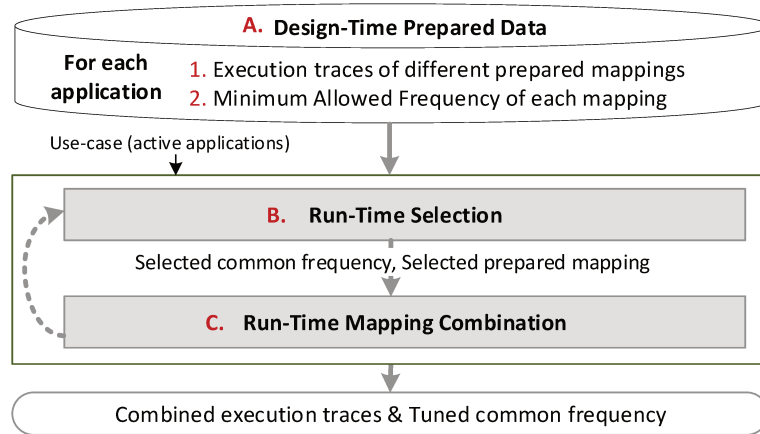 A. Design-Time Prepared Data
For each
application
1. Execution traces of different prepared mappings
2. Minimum Allowed Frequency of each mapping
Use-case (active applications)
B. Run-Time Selection
Selected common frequency, Selected prepared mapping
C. Run-Time Mapping Combination
Combined execution traces & Tuned common frequency